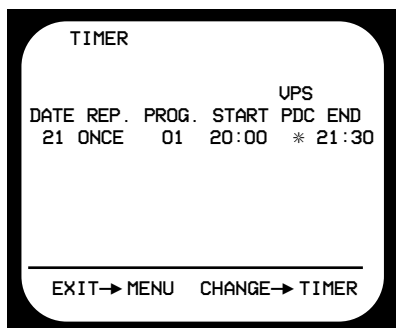 TIMER
VPS
DATE REP. PROG. START PDC END
21 ONCE 01 20:00 * 21:30
EXIT→MENU CHANGE→TIMER